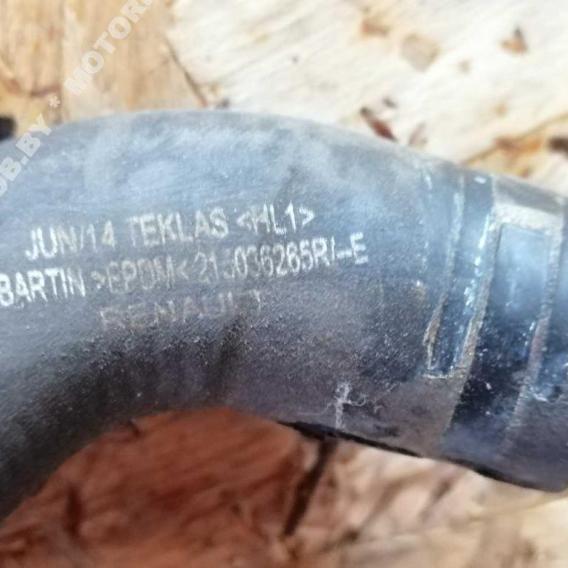 JUN/14 TEKLAS <HL1>
BARTIN >EPDM< 215036265R/--E
RENAULT